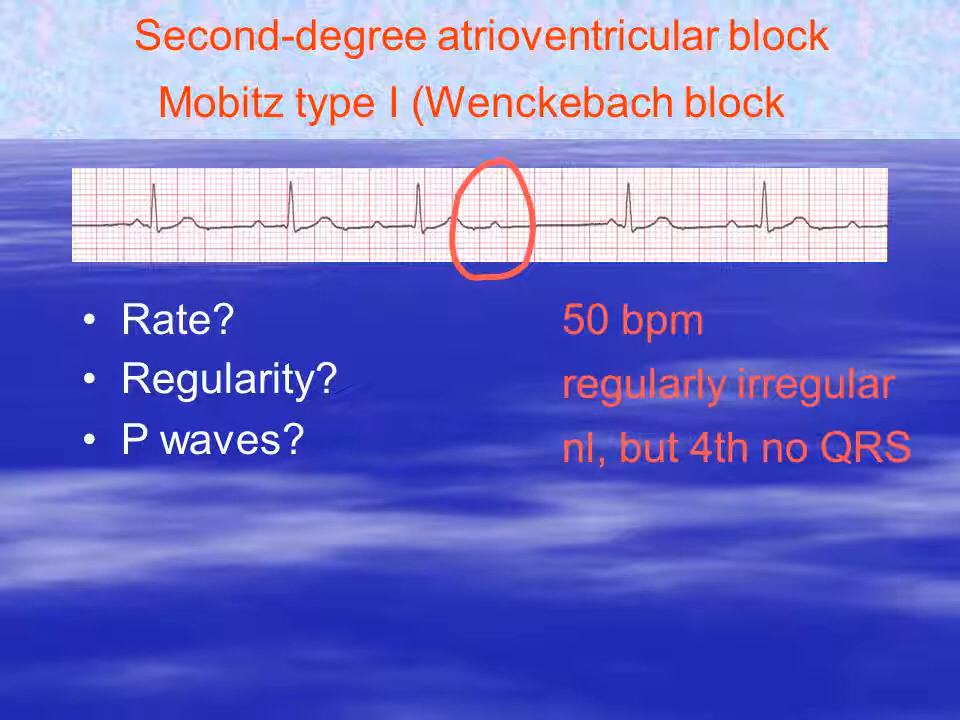 Second-degree atrioventricular block
Mobitz type I (Wenckebach block
• Rate? 50 bpm
• Regularity? regularly irregular
• P waves? nl, but 4th no QRS